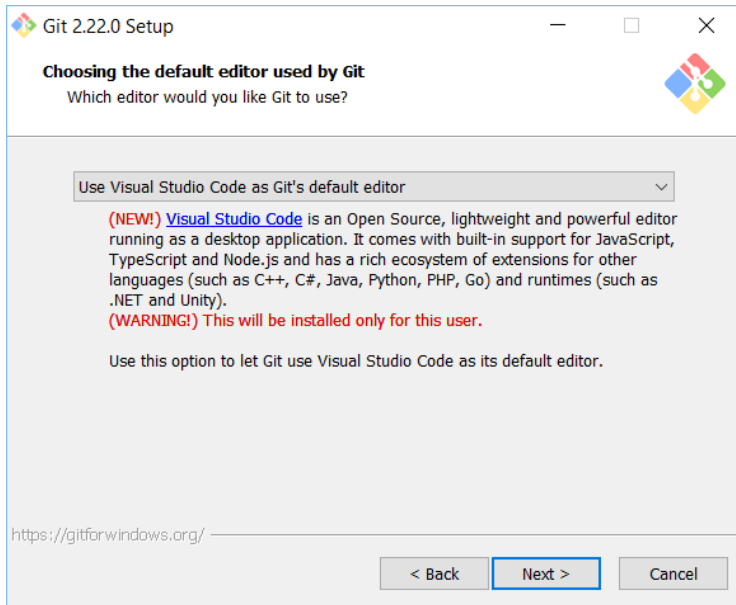 Git 2.22.0 Setup
Choosing the default editor used by Git
Which editor would you like Git to use?
Use Visual Studio Code as Git's default editor
(NEW!) Visual Studio Code is an Open Source, lightweight and powerful editor
running as a desktop application. It comes with built-in support for JavaScript,
TypeScript and Node.js and has a rich ecosystem of extensions for other
languages (such as C++, C#, Java, Python, PHP, Go) and runtimes (such as
.NET and Unity).
(WARNING!) This will be installed only for this user.
Use this option to let Git use Visual Studio Code as its default editor.
https://gitforwindows.org/
< Back Next > Cancel